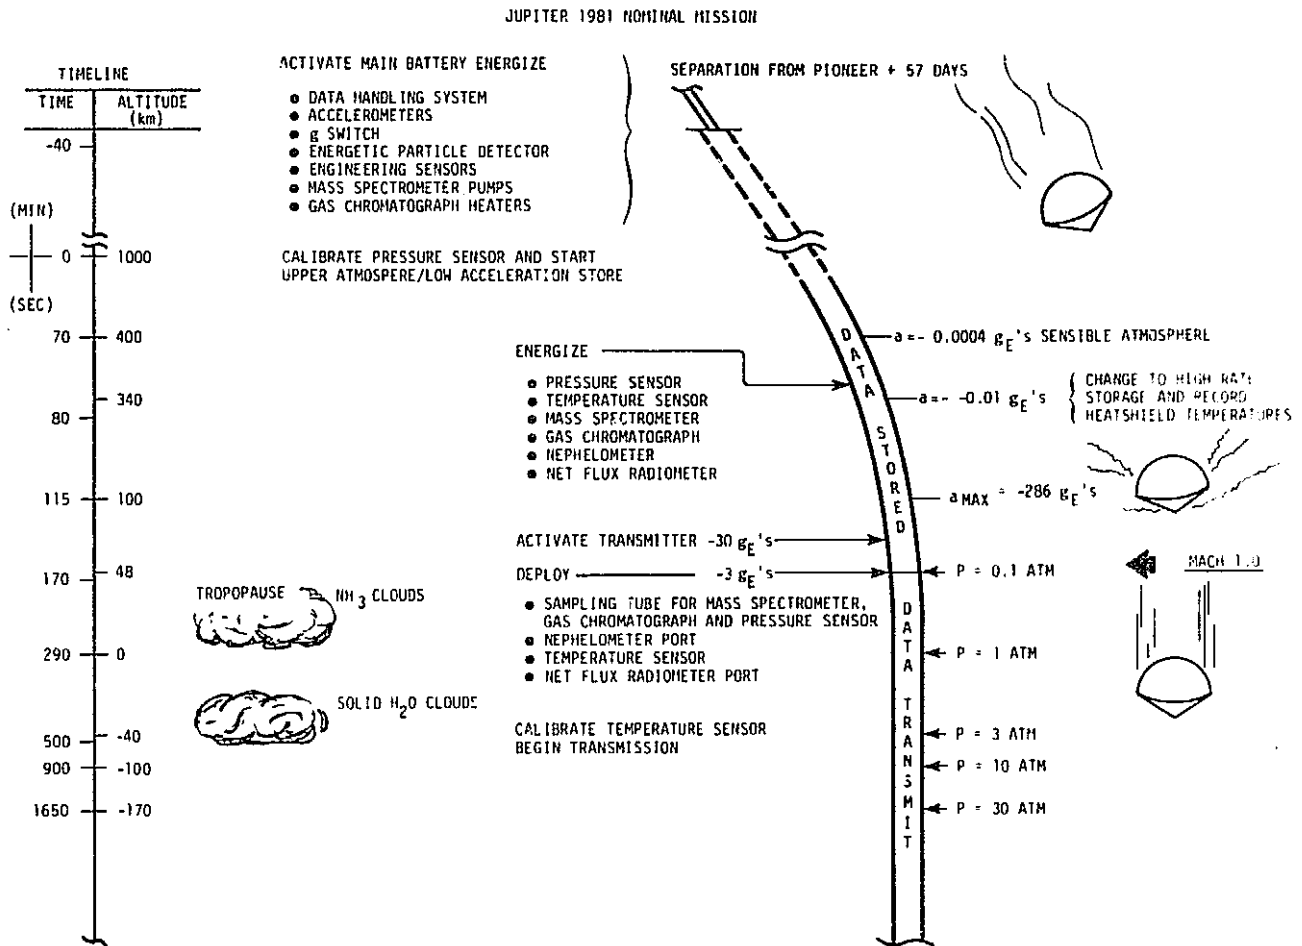 JUPITER 1981 NOMINAL MISSION
TIMELINE
TIME
ALTITUDE
(km)
-40
(MIN)
0
1000
(SEC)
70
400
340
80
115
100
48
170
290
0
-40
500
900
-100
1650
-170
ACTIVATE MAIN BATTERY ENERGIZE
● DATA HANDLING SYSTEM
● ACCELEROMETERS
● g SWITCH
● ENERGETIC PARTICLE DETECTOR
● ENGINEERING SENSORS
● MASS SPECTROMETER PUMPS
● GAS CHROMATOGRAPH HEATERS
CALIBRATE PRESSURE SENSOR AND START
UPPER ATMOSPERE/LOW ACCELERATION STORE
SEPARATION FROM PIONEER + 57 DAYS
ENERGIZE
● PRESSURE SENSOR
● TEMPERATURE SENSOR
● MASS SPECTROMETER
● GAS CHROMATOGRAPH
● NEPHELOMETER
● NET FLUX RADIOMETER
ACTIVATE TRANSMITTER -30 gE's
DEPLOY -3 gE's
● SAMPLING TUBE FOR MASS SPECTROMETER,
GAS CHROMATOGRAPH AND PRESSURE SENSOR
● NEPHELOMETER PORT
● TEMPERATURE SENSOR
● NET FLUX RADIOMETER PORT
CALIBRATE TEMPERATURE SENSOR
BEGIN TRANSMISSION
TROPOPAUSE
NH3 CLOUDS
SOLID H2O CLOUDS
DATA STORED
DATA TRANSMIT
a=- 0.0004 gE's SENSIBLE ATMOSPHERE
a=- -0.01 gE's
CHANGE TO HIGH RATE
STORAGE AND RECORD
HEATSHIELD TEMPERATURES
aMAX = -286 gE's
P = 0.1 ATM
MACH 1.0
P = 1 ATM
P = 3 ATM
P = 10 ATM
P = 30 ATM